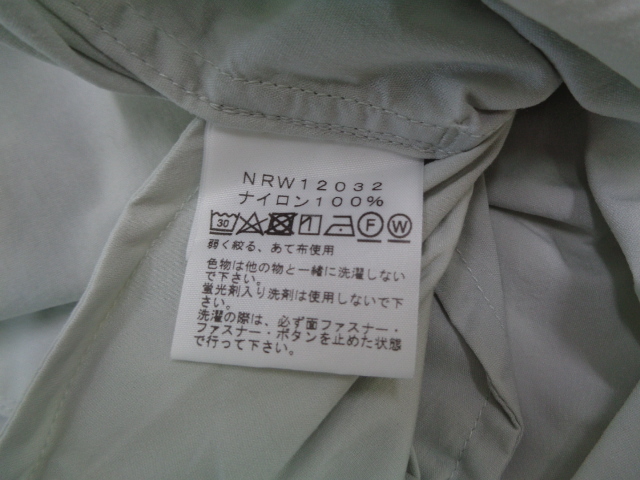 NRW12032
ナイロン100%
30 F W
弱く絞る、あて布使用
色物は他の物と一緒に洗濯しない
で下さい。
蛍光剤入り洗剤は使用しないで下
さい。
洗濯の際は、必ず面ファスナー・
ファスナー・ボタンを止めた状態
で行って下さい。